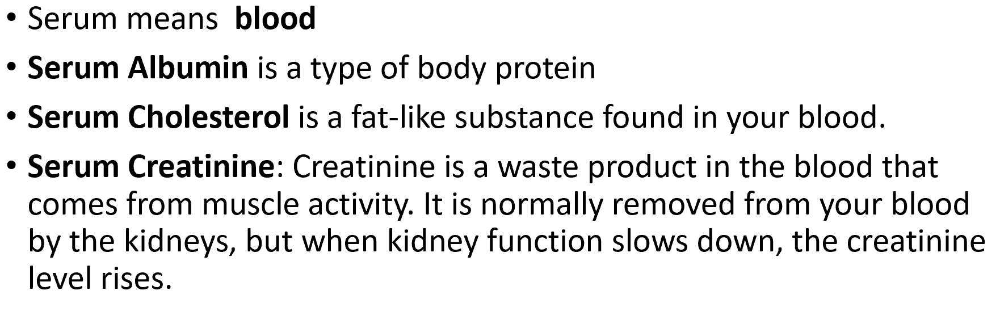 • Serum means  blood
• Serum Albumin is a type of body protein
• Serum Cholesterol is a fat-like substance found in your blood.
• Serum Creatinine: Creatinine is a waste product in the blood that
comes from muscle activity. It is normally removed from your blood
by the kidneys, but when kidney function slows down, the creatinine
level rises.